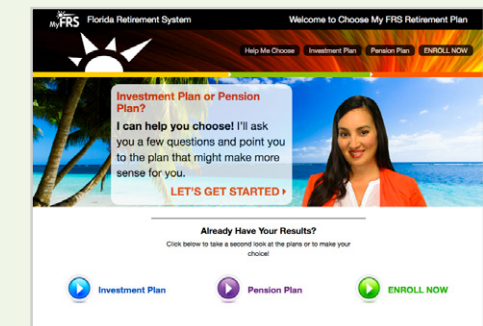 MyFRS Florida Retirement System
Welcome to Choose My FRS Retirement Plan
Help Me Choose Investment Plan Pension Plan ENROLL NOW
Investment Plan or Pension
Plan?
I can help you choose! I'll ask
you a few questions and point you
to the plan that might make more
sense for you.
LET'S GET STARTED
Already Have Your Results?
Click below to take a second look at the plans or to make your
choice!
Investment Plan
Pension Plan
ENROLL NOW